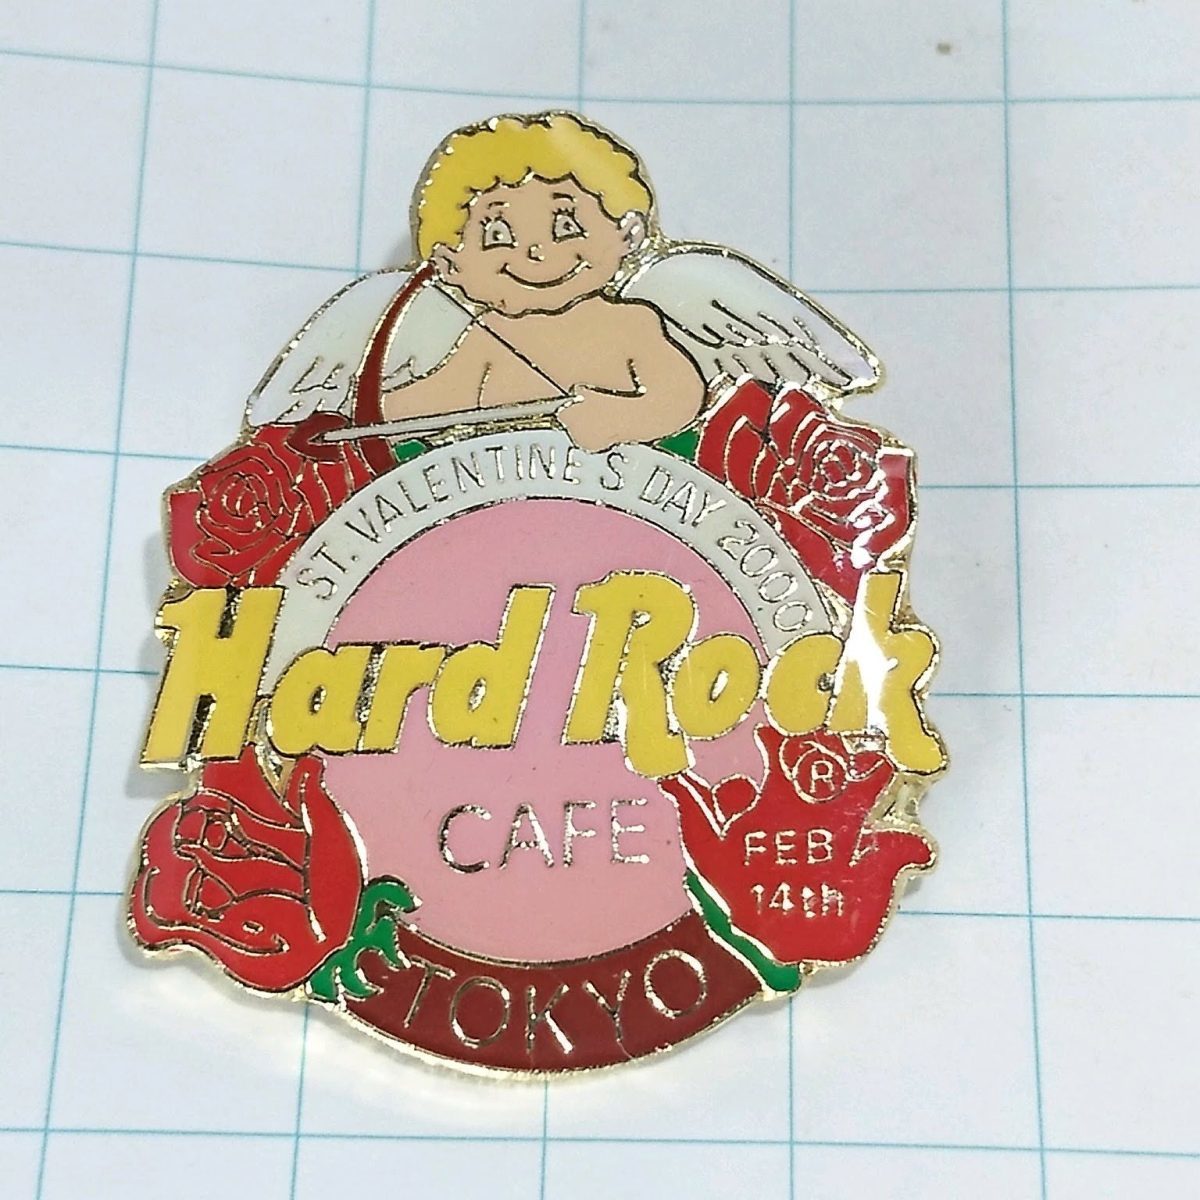 ST. VALENTINE'S DAY 2000
Hard Rock
CAFE
®
FEB
14th
TOKYO